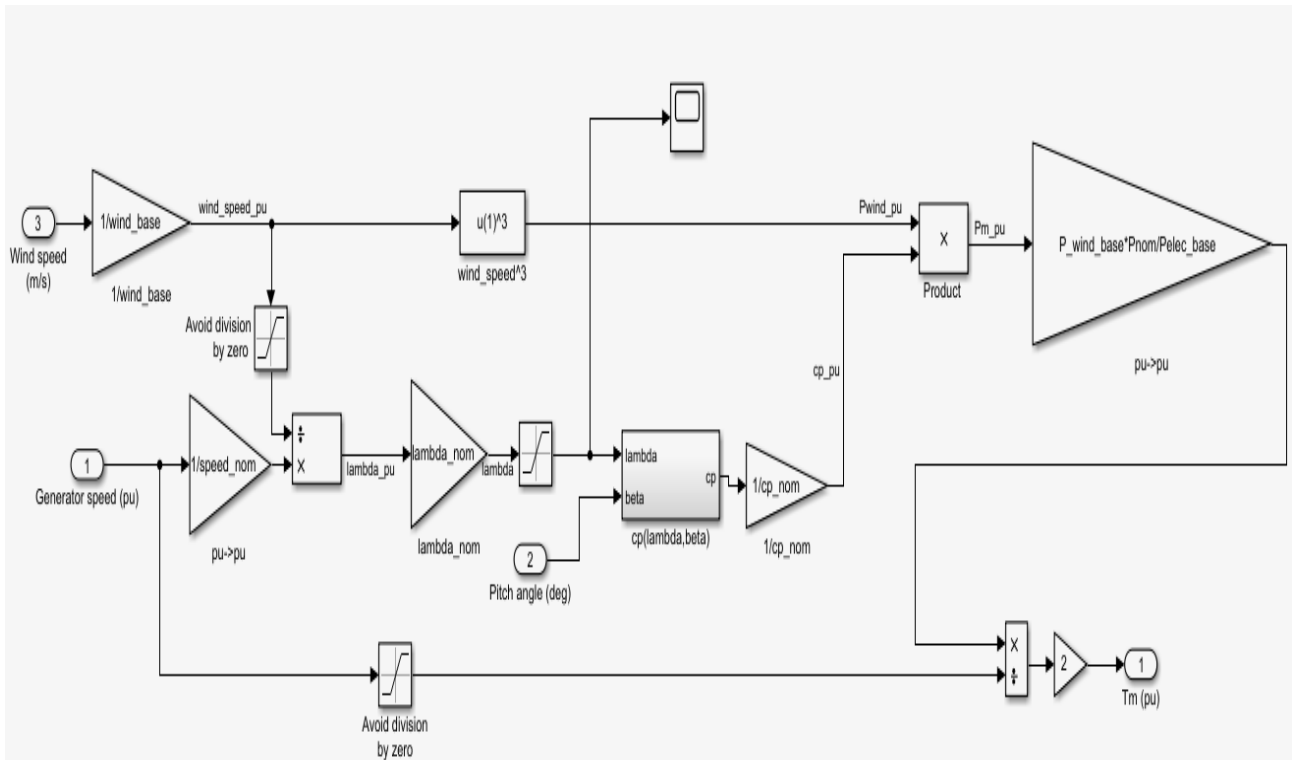 3
Wind speed
(m/s)
1/wind_base
1/wind_base
wind_speed_pu
u(1)^3
wind_speed^3
Pwind_pu
×
Product
Pm_pu
P_wind_base*Pnom/Pelec_base
pu->pu
Avoid division
by zero
1
Generator speed (pu)
1/speed_nom
pu->pu
÷
×
lambda_pu
lambda_nom
lambda_nom
lambda
lambda
beta
cp
cp(lambda,beta)
1/cp_nom
1/cp_nom
cp_pu
2
Pitch angle (deg)
Avoid division
by zero
×
÷
2
1
Tm (pu)